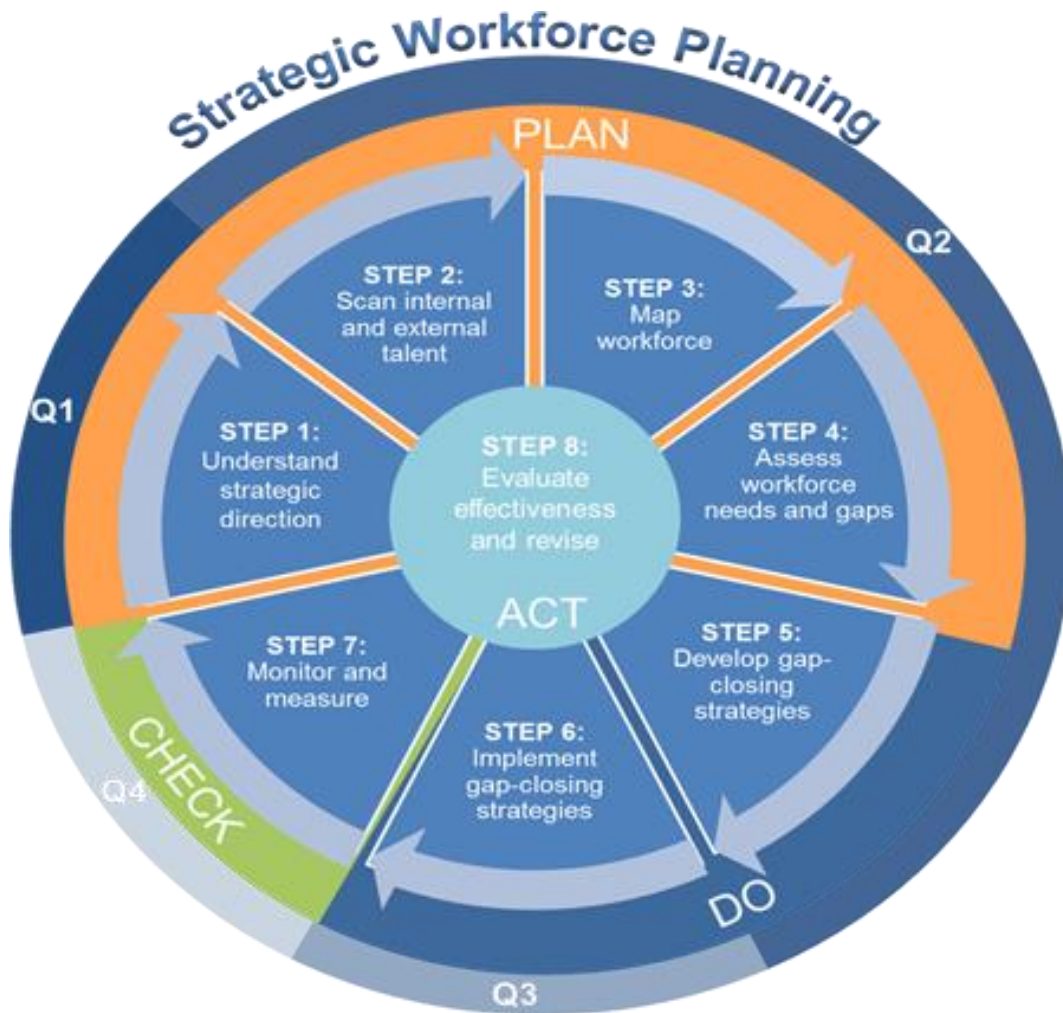 Strategic Workforce Planning
PLAN
Q2
STEP 2:
Scan internal
and external
talent
STEP 3:
Map
workforce
Q1
STEP 1:
Understand
strategic
direction
STEP 8:
Evaluate
effectiveness
and revise
ACT
STEP 4:
Assess
workforce
needs and gaps
STEP 7:
Monitor and
measure
STEP 6:
Implement
gap-closing
strategies
STEP 5:
Develop gap-
closing
strategies
CHECK
Q4
DO
Q3